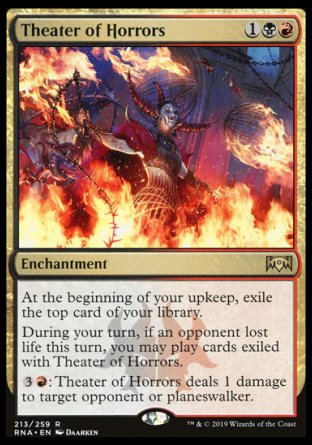 Theater of Horrors 1
Enchantment
At the beginning of your upkeep, exile
the top card of your library.
During your turn, if an opponent lost
life this turn, you may play cards exiled
with Theater of Horrors.
3 : Theater of Horrors deals 1 damage
to target opponent or planeswalker.
213/259 R
RNA • EN DAARKEN ™ & © 2019 Wizards of the Coast